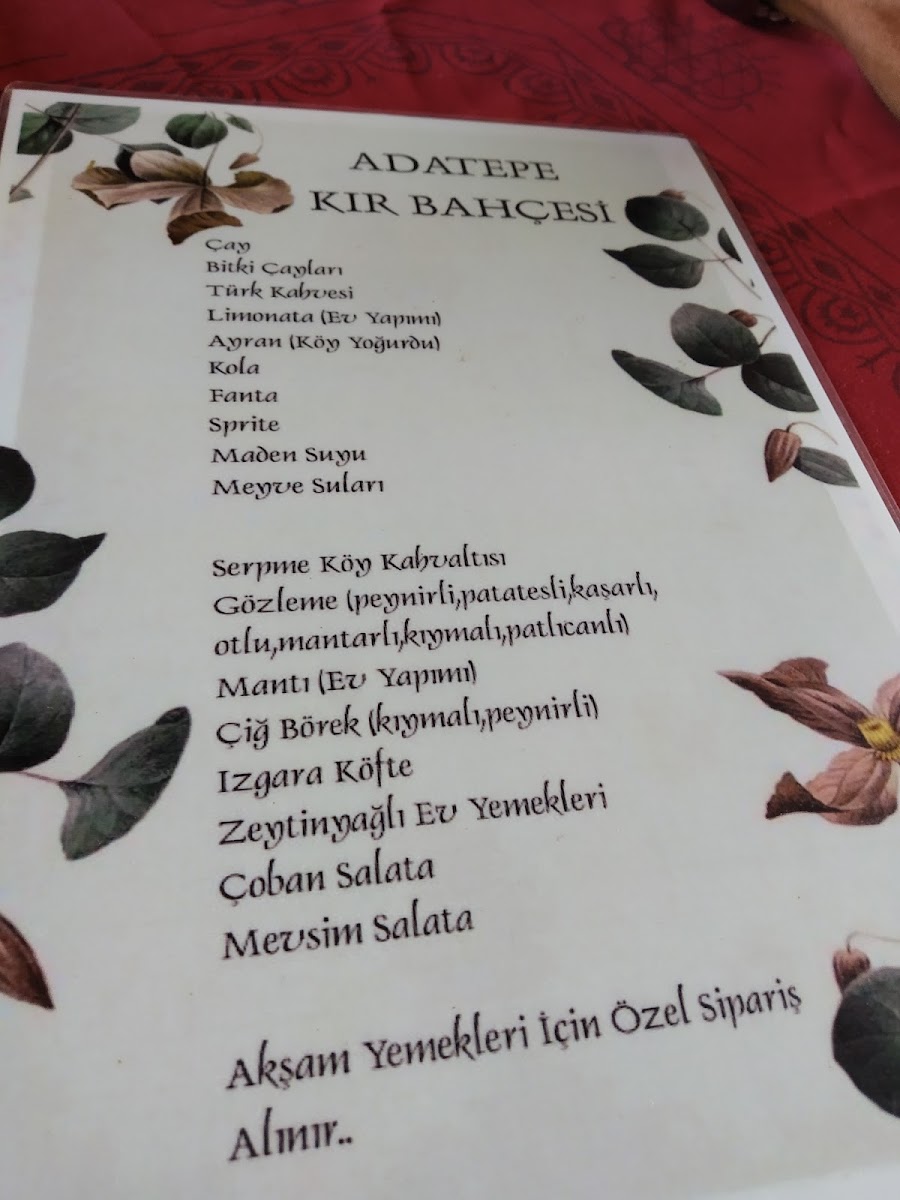 ADATEPE
KIR BAHÇESİ
Çay
Bitki Çayları
Türk Kahvesi
Limonata (Ev Yapımı)
Ayran (Köy Yoğurdu)
Kola
Fanta
Sprite
Maden Suyu
Meyve Suları
Serpme Köy Kahvaltısı
Gözleme (peynirli,patatesli,kaşarlı,
otlu,mantarlı,kıymalı,patlıcanlı)
Mantı (Ev Yapımı)
Çiğ Börek (kıymalı,peynirli)
Izgara Köfte
Zeytinyağlı Ev Yemekleri
Çoban Salata
Mevsim Salata
Akşam Yemekleri İçin Özel Sipariş
Alınır..